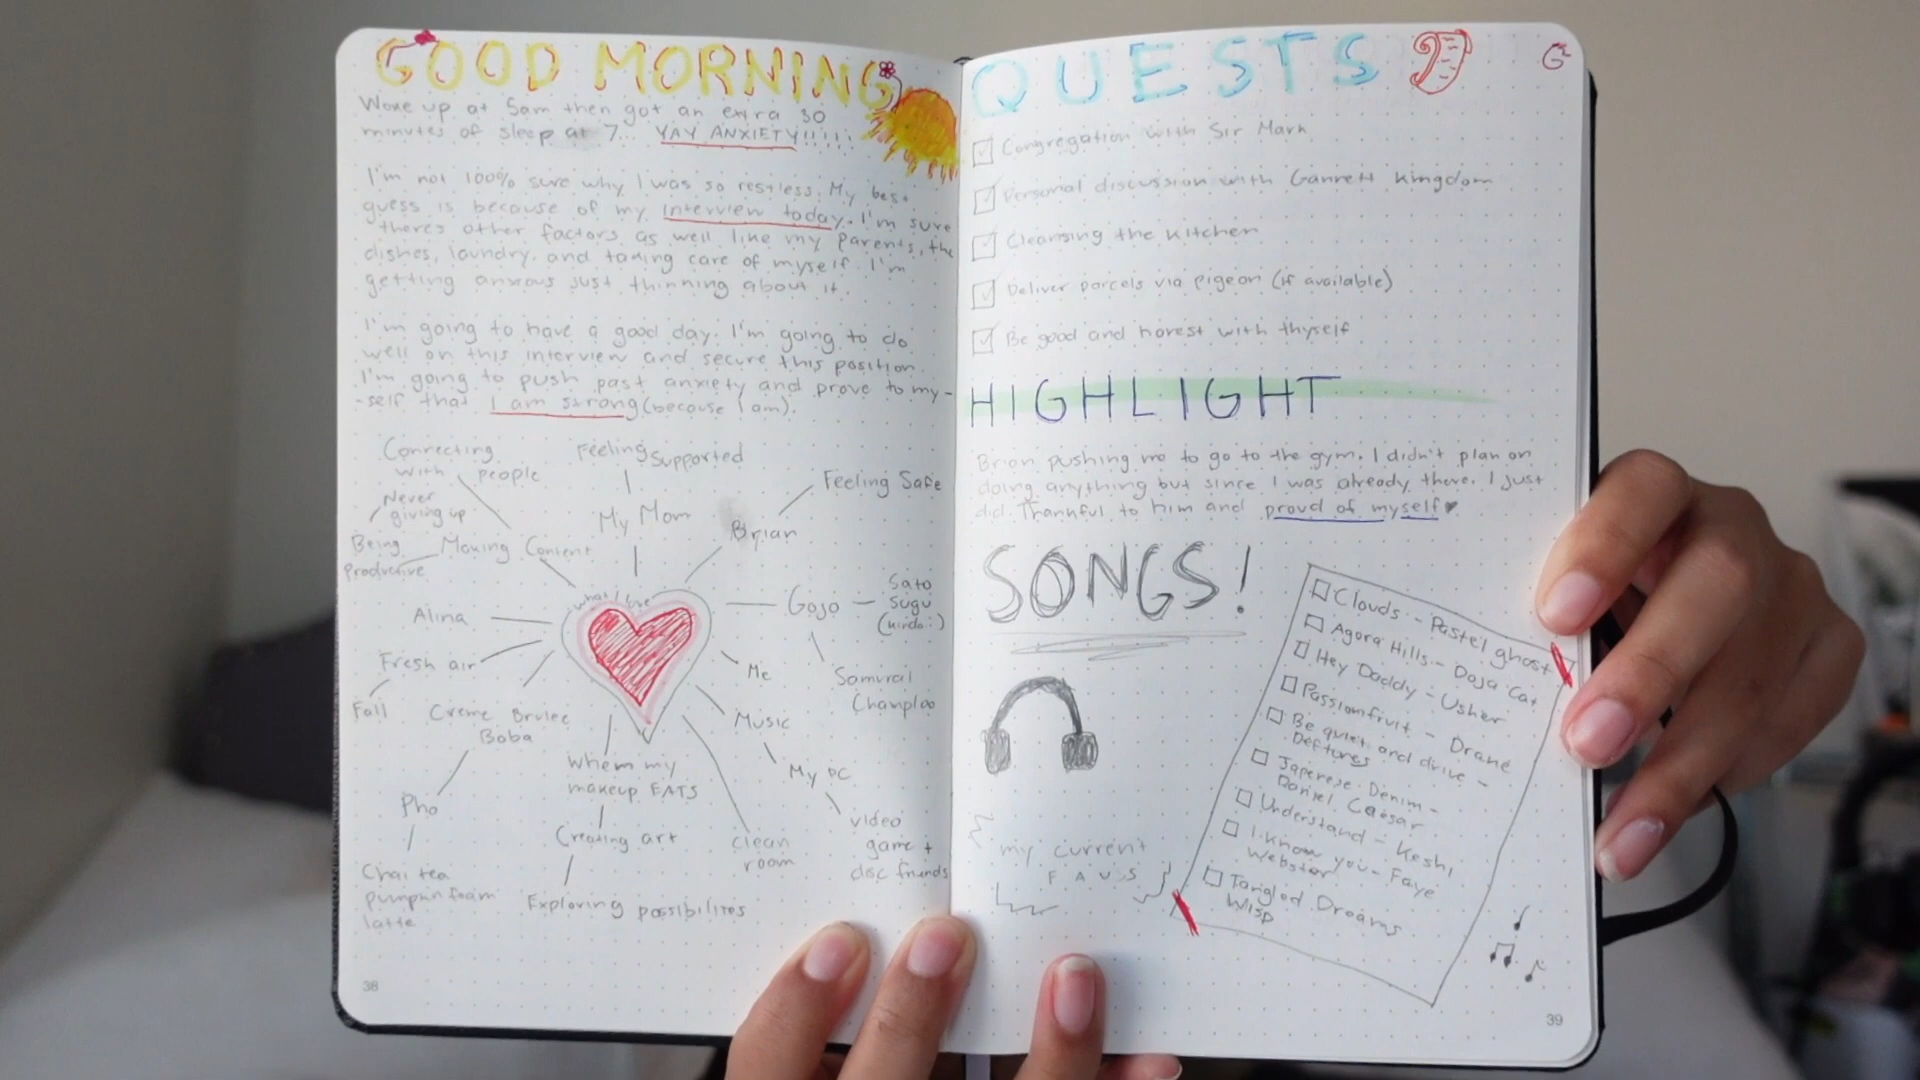 GOOD MORNING
Woke up at 5am then got an extra 30
minutes of sleep at 7... YAY ANXIETY!!!!!
I'm not 100% sure why I was so restless. My best
guess is because of my interview today. I'm sure
theres other factors as well like my parents, the
dishes, laundry, and taking care of myself. I'm
getting anxious just thinking about it.
I'm going to have a good day. I'm going to do
well on this interview and secure this position.
I'm going to push past anxiety and prove to my-
-self that I am strong (because I am).
Connecting
with people
Feeling Supported
Feeling Safe
Never
giving up
My Mom
Brian
Being
Productive
Making Content
what I love
Gojo
Sato
Sugu
Alina
Fresh air
Me
Samurai
Champloo
Fall
Creme Brulee
Boba
Music
When my
makeup EATS
My PC
Pho
Creating art
clean
room
video
game +
disc friends
Chai tea
pumpkin foam
latte
Exploring possibilites
38
QUESTS
G
Congregation with Sir Mark
Personal discussion with Garrett Kingdom
Cleansing the kitchen
Deliver parcels via pigeon (if available)
Be good and honest with thyself
HIGHLIGHT
Brian pushing me to go to the gym. I didn't plan on
doing anything but since I was already there, I just
did. Thankful to him and proud of myself
SONGS!
my current
FAVS
Clouds - Pastel ghost
Agora Hills - Doja Cat
Hey Daddy - Usher
Passionfruit - Drake
Be quiet and drive -
Deftones
Japenese Denim -
Daniel Caesar
Understand - Keshi
I Know you - Faye
Webster
Tangled Dreams
Wisp
39